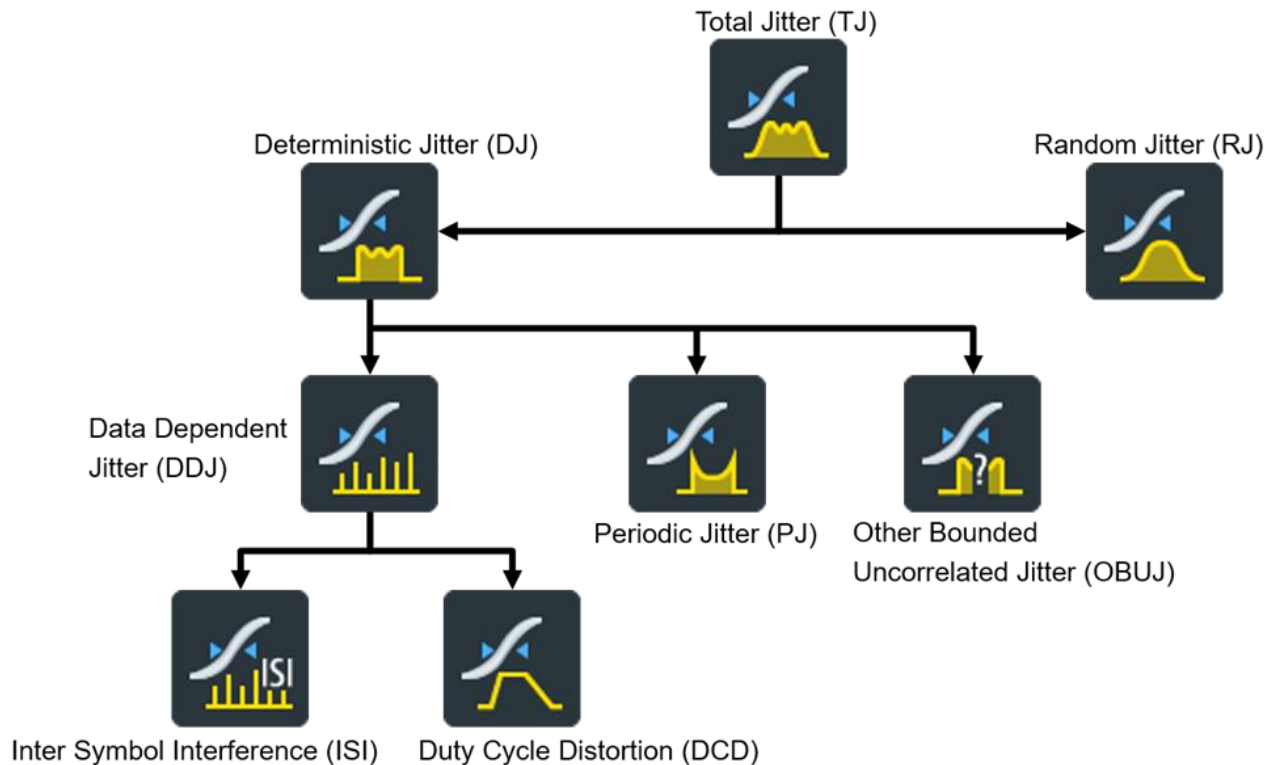 Total Jitter (TJ)
Deterministic Jitter (DJ)
Random Jitter (RJ)
Data Dependent
Jitter (DDJ)
Periodic Jitter (PJ)
?
Other Bounded
Uncorrelated Jitter (OBUJ)
ISI
Inter Symbol Interference (ISI)
Duty Cycle Distortion (DCD)